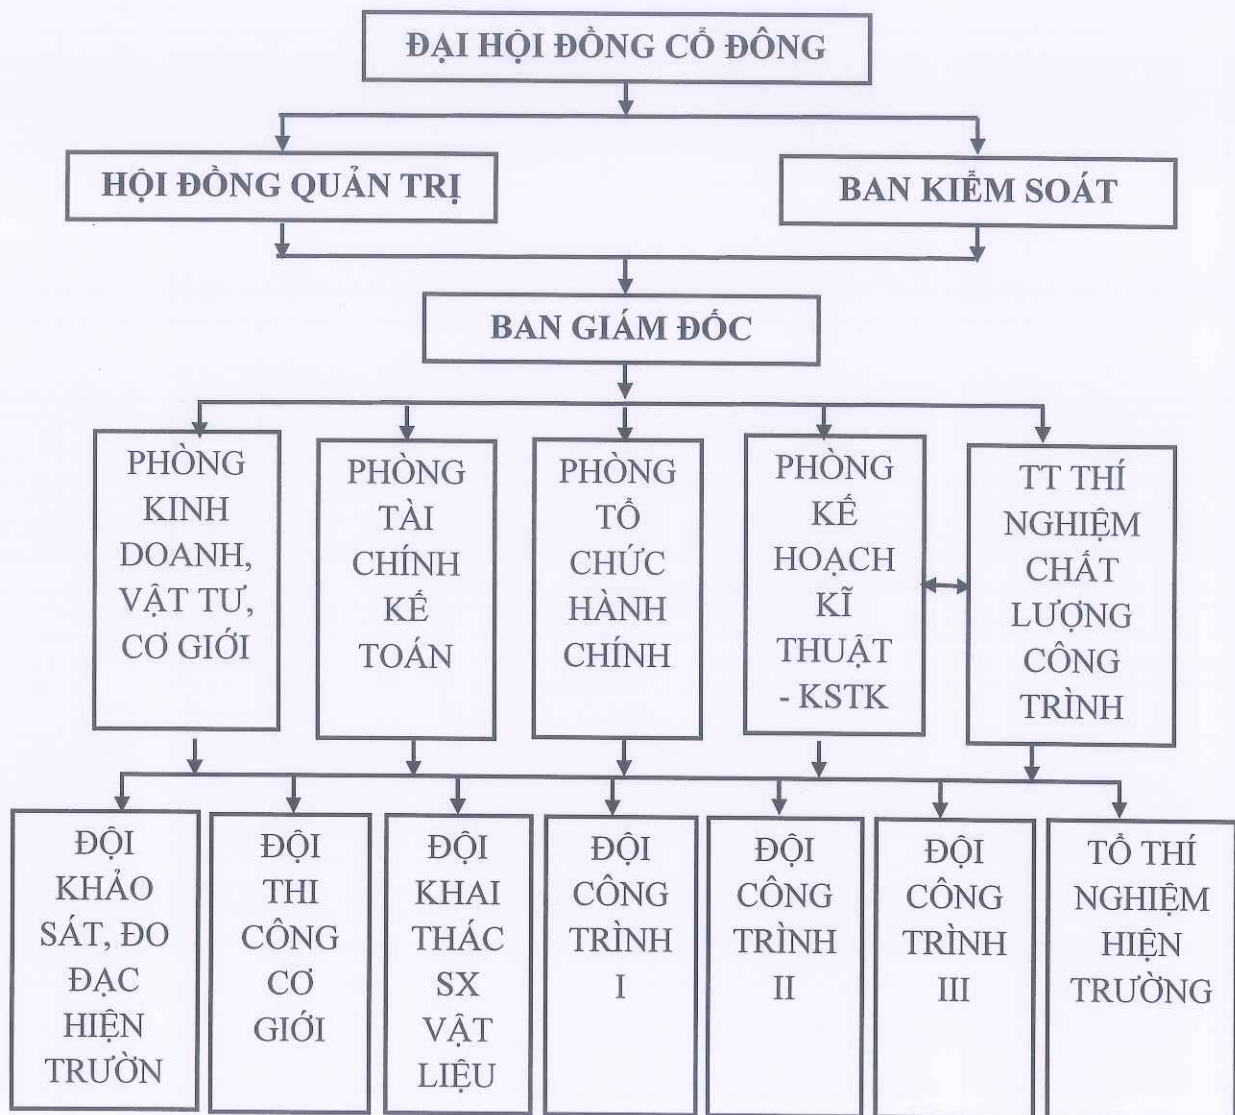 ĐẠI HỘI ĐỒNG CỔ ĐÔNG
HỘI ĐỒNG QUẢN TRỊ
BAN KIỂM SOÁT
BAN GIÁM ĐỐC
PHÒNG
KINH
DOANH,
VẬT TƯ,
CƠ GIỚI
PHÒNG
TÀI
CHÍNH
KẾ
TOÁN
PHÒNG
TỔ
CHỨC
HÀNH
CHÍNH
PHÒNG
KẾ
HOẠCH
KĨ
THUẬT
- KSTK
TT THÍ
NGHIỆM
CHẤT
LƯỢNG
CÔNG
TRÌNH
ĐỘI
KHẢO
SÁT, ĐO
ĐẠC
HIỆN
TRƯỜN
ĐỘI
THI
CÔNG
CƠ
GIỚI
ĐỘI
KHAI
THÁC
SX
VẬT
LIỆU
ĐỘI
CÔNG
TRÌNH
I
ĐỘI
CÔNG
TRÌNH
II
ĐỘI
CÔNG
TRÌNH
III
TỔ THÍ
NGHIỆM
HIỆN
TRƯỜNG